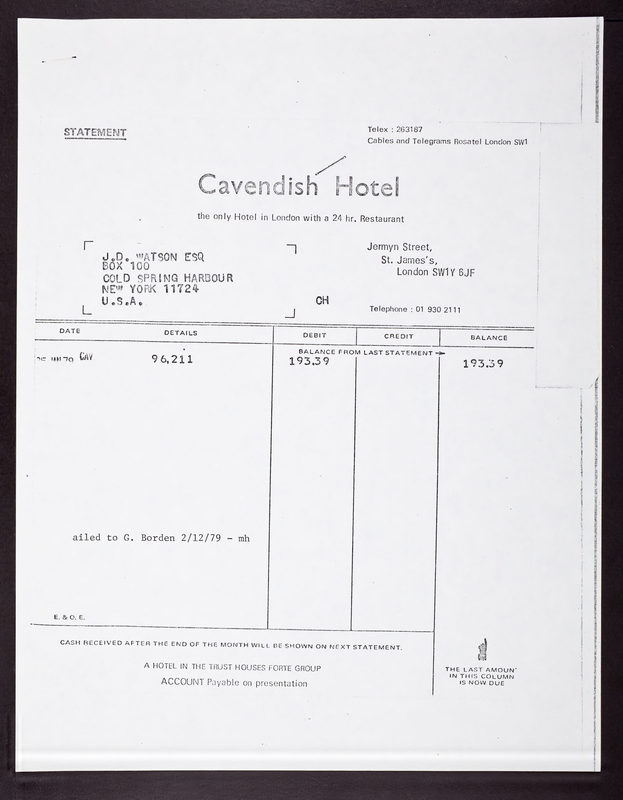 STATEMENT
Telex : 263187
Cables and Telegrams Rosatel London SW1
Cavendish Hotel
the only Hotel in London with a 24 hr. Restaurant
J.D. WATSON ESQ
BOX 100
COLD SPRING HARBOUR
NEW YORK 11724
U.S.A.
CH
Jermyn Street,
St. James's,
London SW1Y 6JF
Telephone : 01 930 2111
DATE DETAILS DEBIT CREDIT BALANCE
BALANCE FROM LAST STATEMENT
CAV 96,211 193.39 193.39
ailed to G. Borden 2/12/79 - mh
E. & O. E.
CASH RECEIVED AFTER THE END OF THE MONTH WILL BE SHOWN ON NEXT STATEMENT.
A HOTEL IN THE TRUST HOUSES FORTE GROUP
ACCOUNT Payable on presentation
THE LAST AMOUN
IN THIS COLUMN
IS NOW DUE